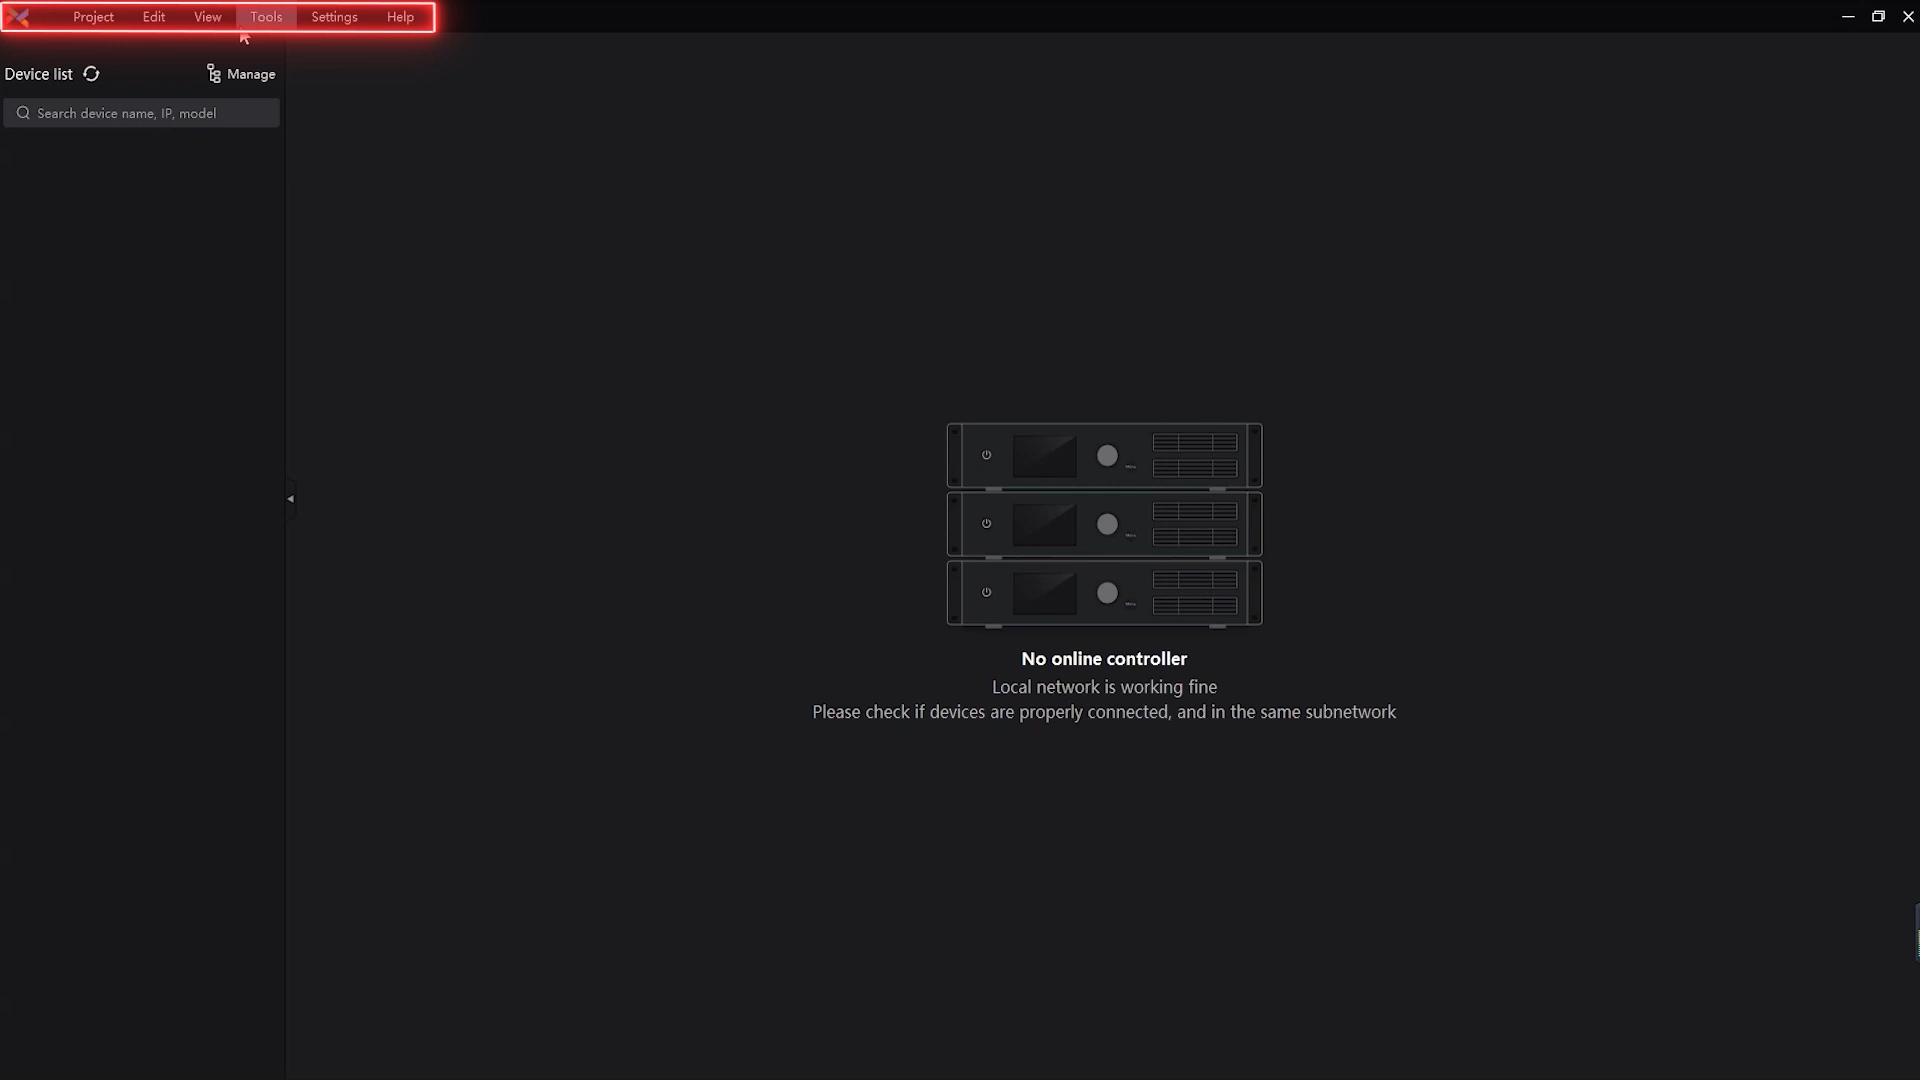 Project Edit View Tools Settings Help
Device list
Manage
Search device name, IP, model
No online controller
Local network is working fine
Please check if devices are properly connected, and in the same subnetwork